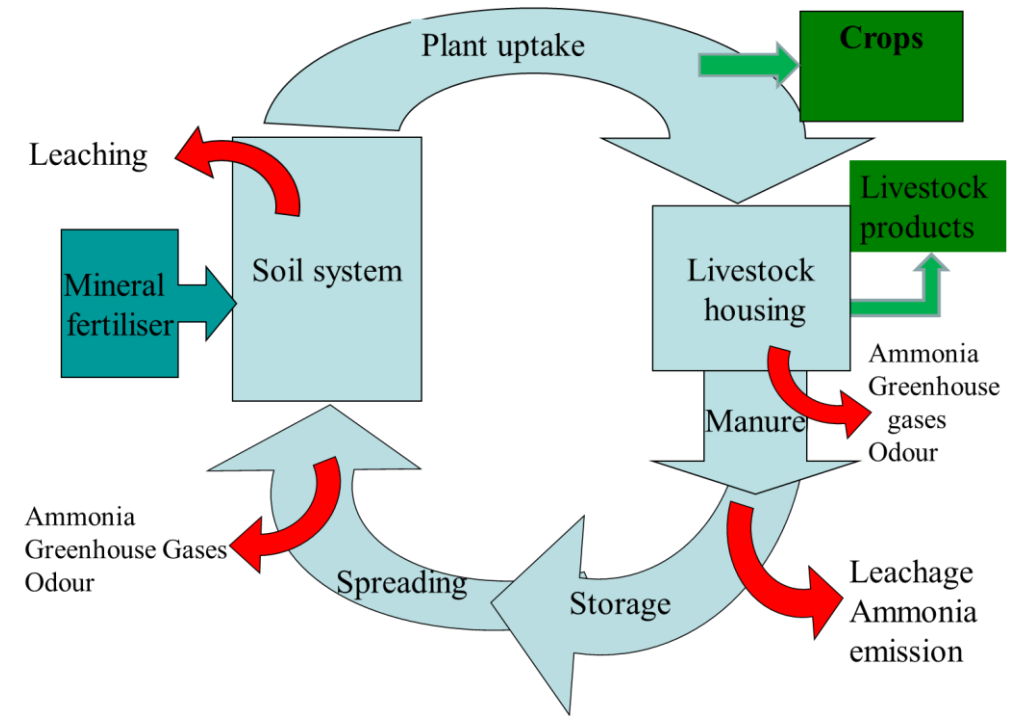 Plant uptake
Crops
Leaching
Livestock
products
Mineral
fertiliser
Soil system
Livestock
housing
Ammonia
Greenhouse
gases
Odour
Manure
Ammonia
Greenhouse Gases
Odour
Spreading
Storage
Leachage
Ammonia
emission